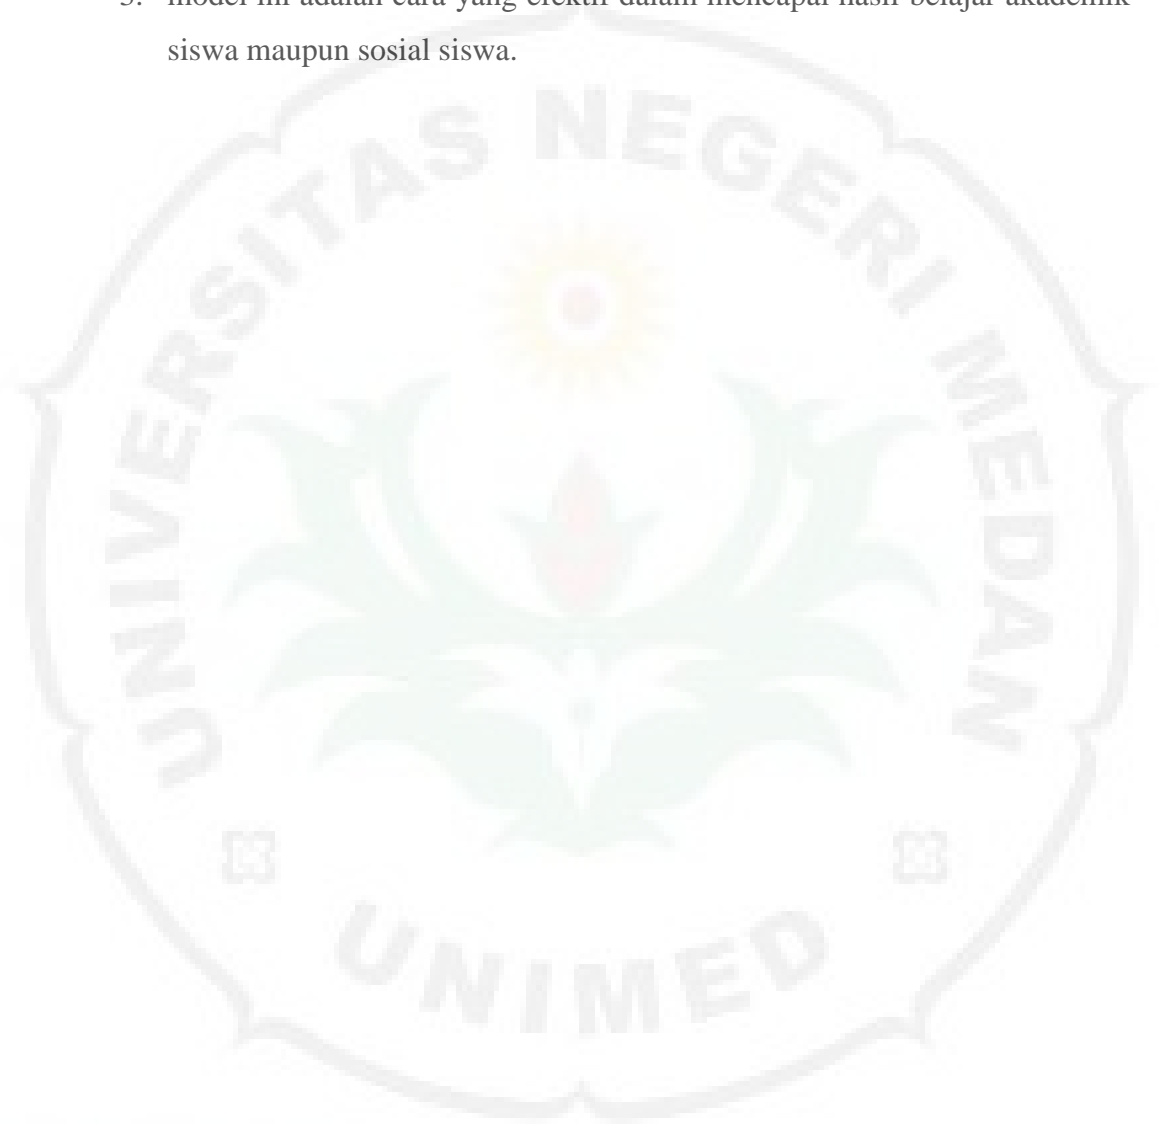 model ini adalah cara yang efektif dalam mencapai hasil belajar akademik
siswa maupun sosial siswa.
UNIVERSITAS NEGERI MEDAN
UNIMED